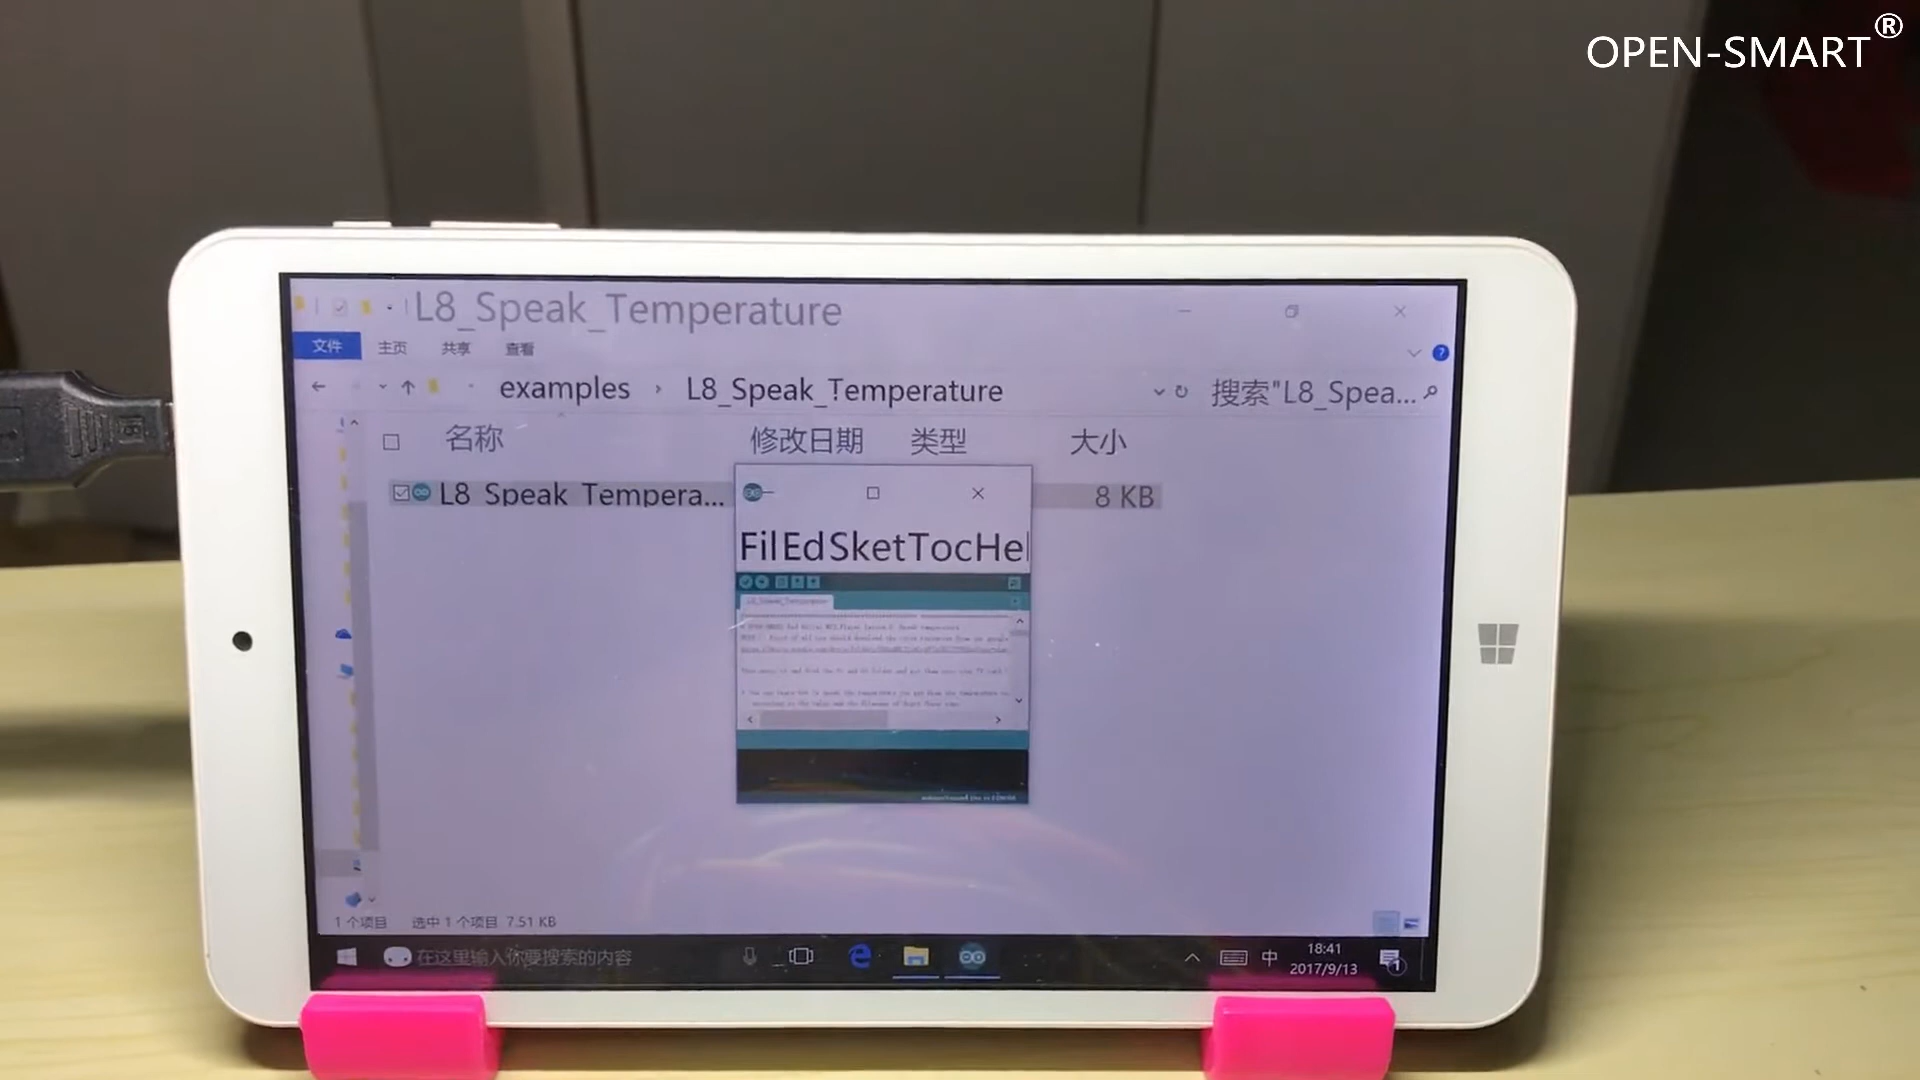 OPEN-SMART®
L8_Speak_Temperature
文件 主页 共享 查看
examples › L8_Speak_Temperature 搜索"L8_Spea...
名称 修改日期 类型 大小
L8_Speak_Tempera... 8 KB
FilEdSketTocHel
L8_Speak_Temperature
1 个项目 选中 1 个项目 7.51 KB
在这里输入你要搜索的内容
中
18:41
2017/9/13
1